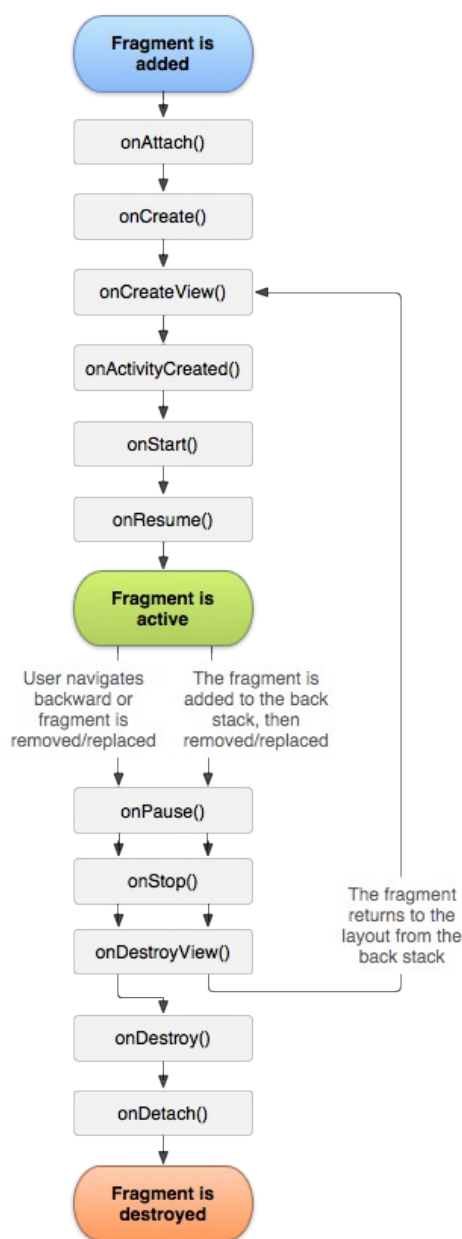 Fragment is
added
onAttach()
onCreate()
onCreateView()
onActivityCreated()
onStart()
onResume()
Fragment is
active
User navigates
backward or
fragment is
removed/replaced
The fragment is
added to the back
stack, then
removed/replaced
onPause()
onStop()
onDestroyView()
The fragment
returns to the
layout from the
back stack
onDestroy()
onDetach()
Fragment is
destroyed